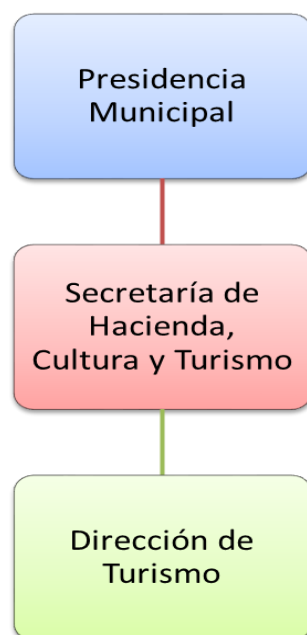 Presidencia
Municipal
Secretaría de
Hacienda,
Cultura y Turismo
Dirección de
Turismo